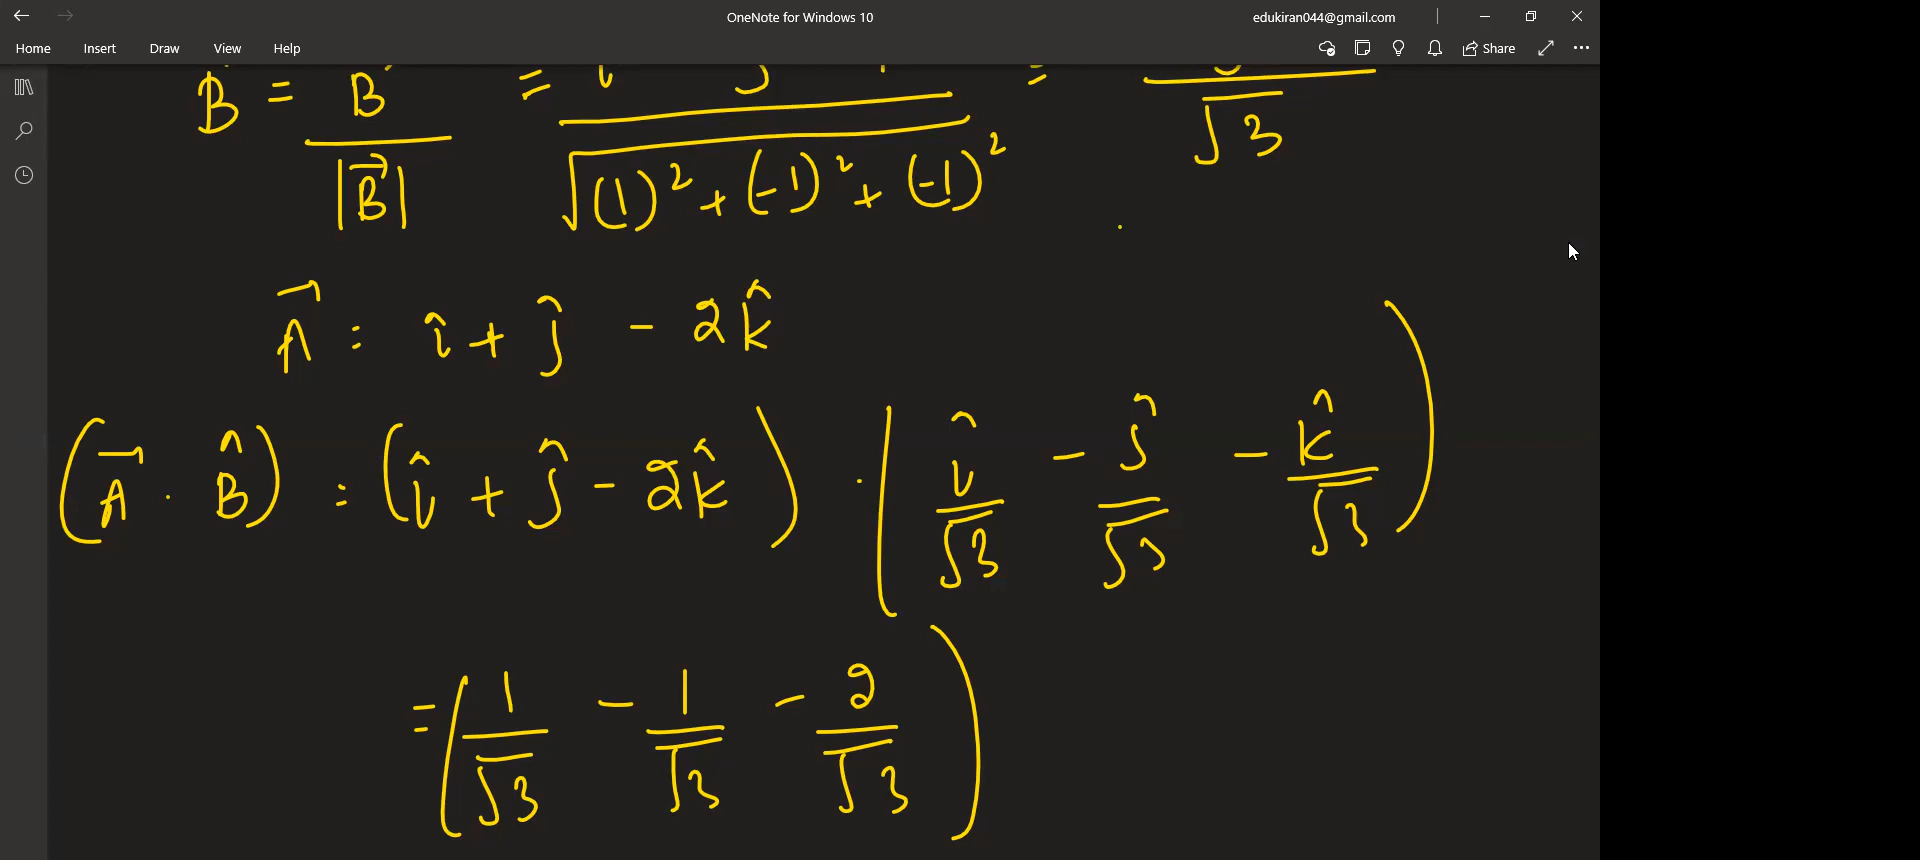 OneNote for Windows 10
edukiran044@gmail.com
Home Insert Draw View Help
Share
B = B / |B⃗| = / √((1)² + (-1)² + (-1)²) = / √3
A⃗ = î + ĵ - 2k̂
(A⃗ · B̂) = (î + ĵ - 2k̂) · (î/√3 - ĵ/√3 - k̂/√3)
= (1/√3 - 1/√3 - 2/√3)